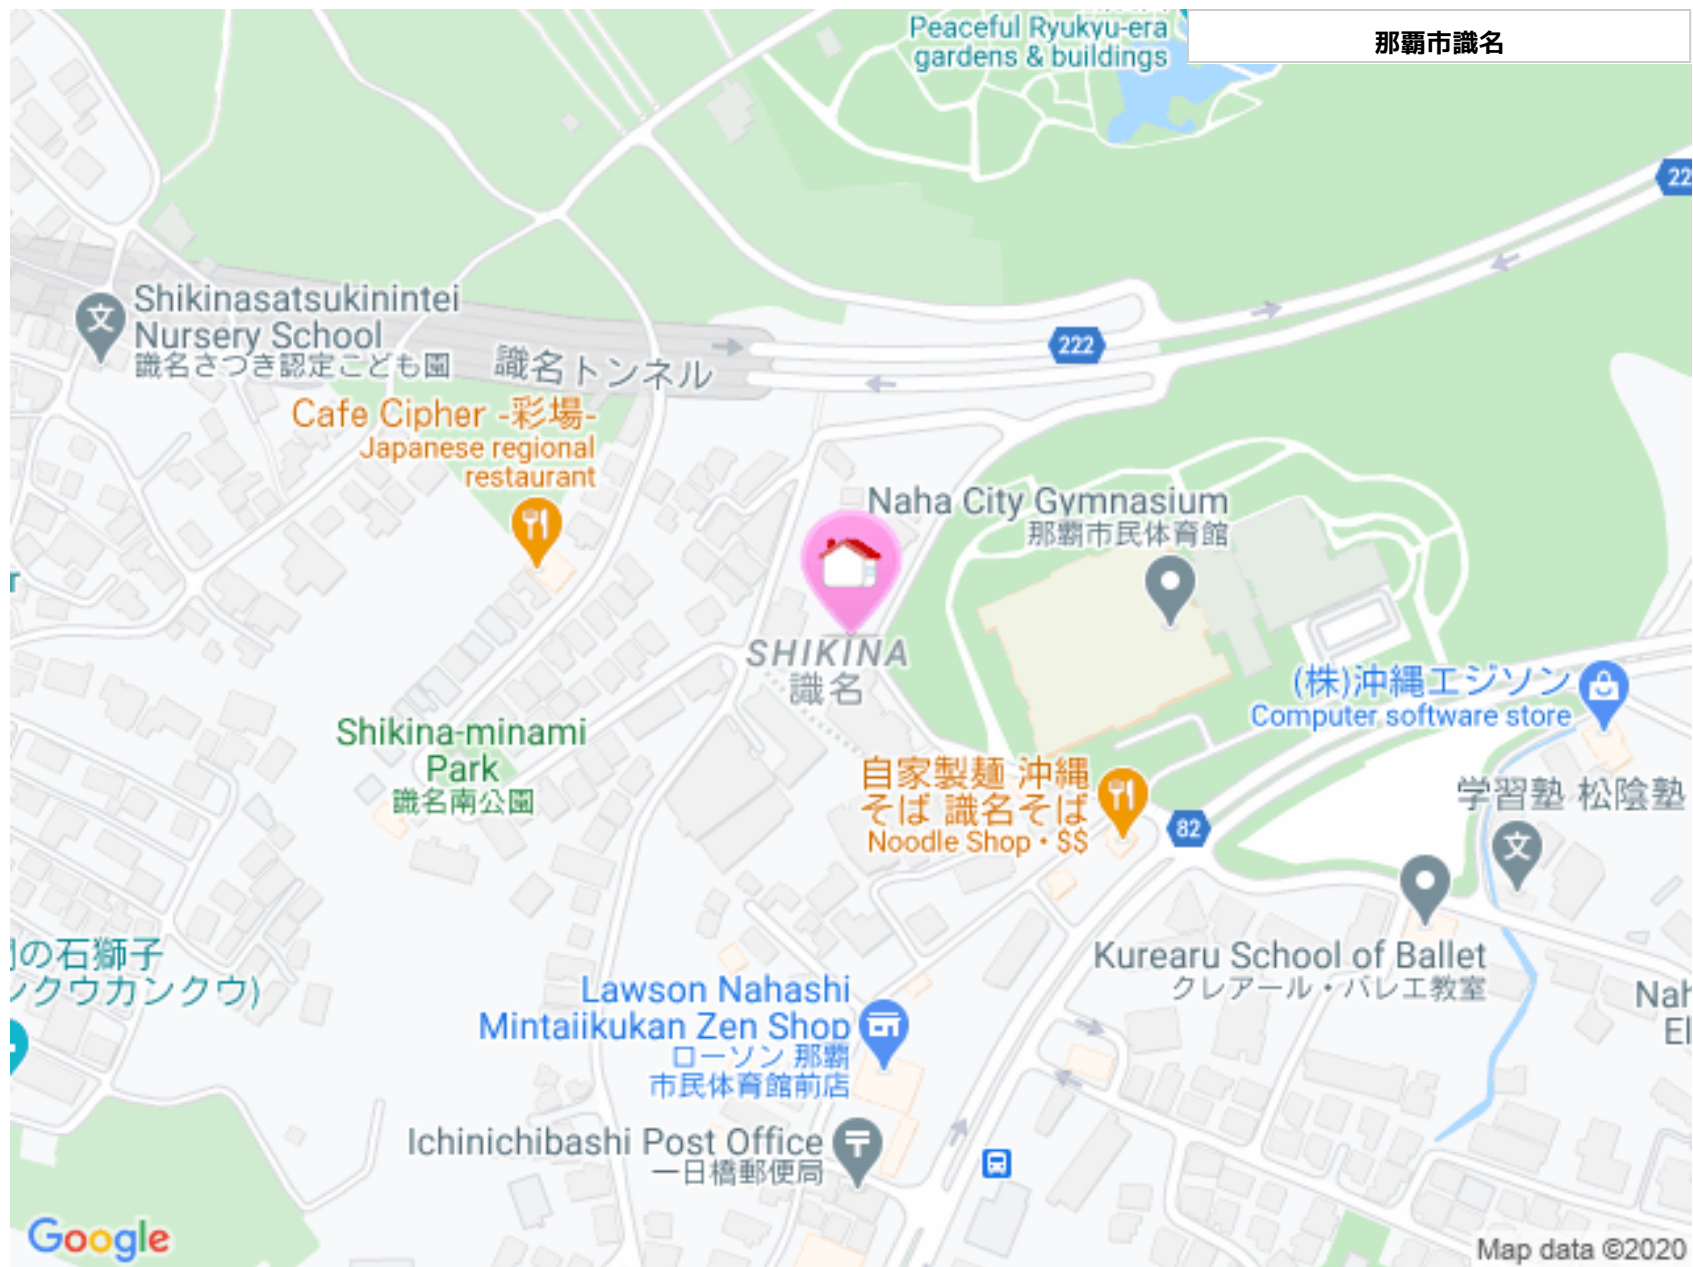 Peaceful Ryukyu-era
gardens & buildings
那覇市識名
22
Shikinasatsukinintei
Nursery School
識名さつき認定こども園
識名トンネル
222
Cafe Cipher -彩場-
Japanese regional
restaurant
Naha City Gymnasium
那覇市民体育館
SHIKINA
識名
(株)沖縄エジソン
Computer software store
Shikina-minami
Park
識名南公園
自家製麺 沖縄
そば 識名そば
Noodle Shop・$$
82
学習塾 松陰塾
文
文
の石獅子
ンクウカンクウ)
Kurearu School of Ballet
クレアール・バレエ教室
Nah
El
Lawson Nahashi
Mintaiikukan Zen Shop
ローソン 那覇
市民体育館前店
Ichinichibashi Post Office
一日橋郵便局
Google
Map data ©2020